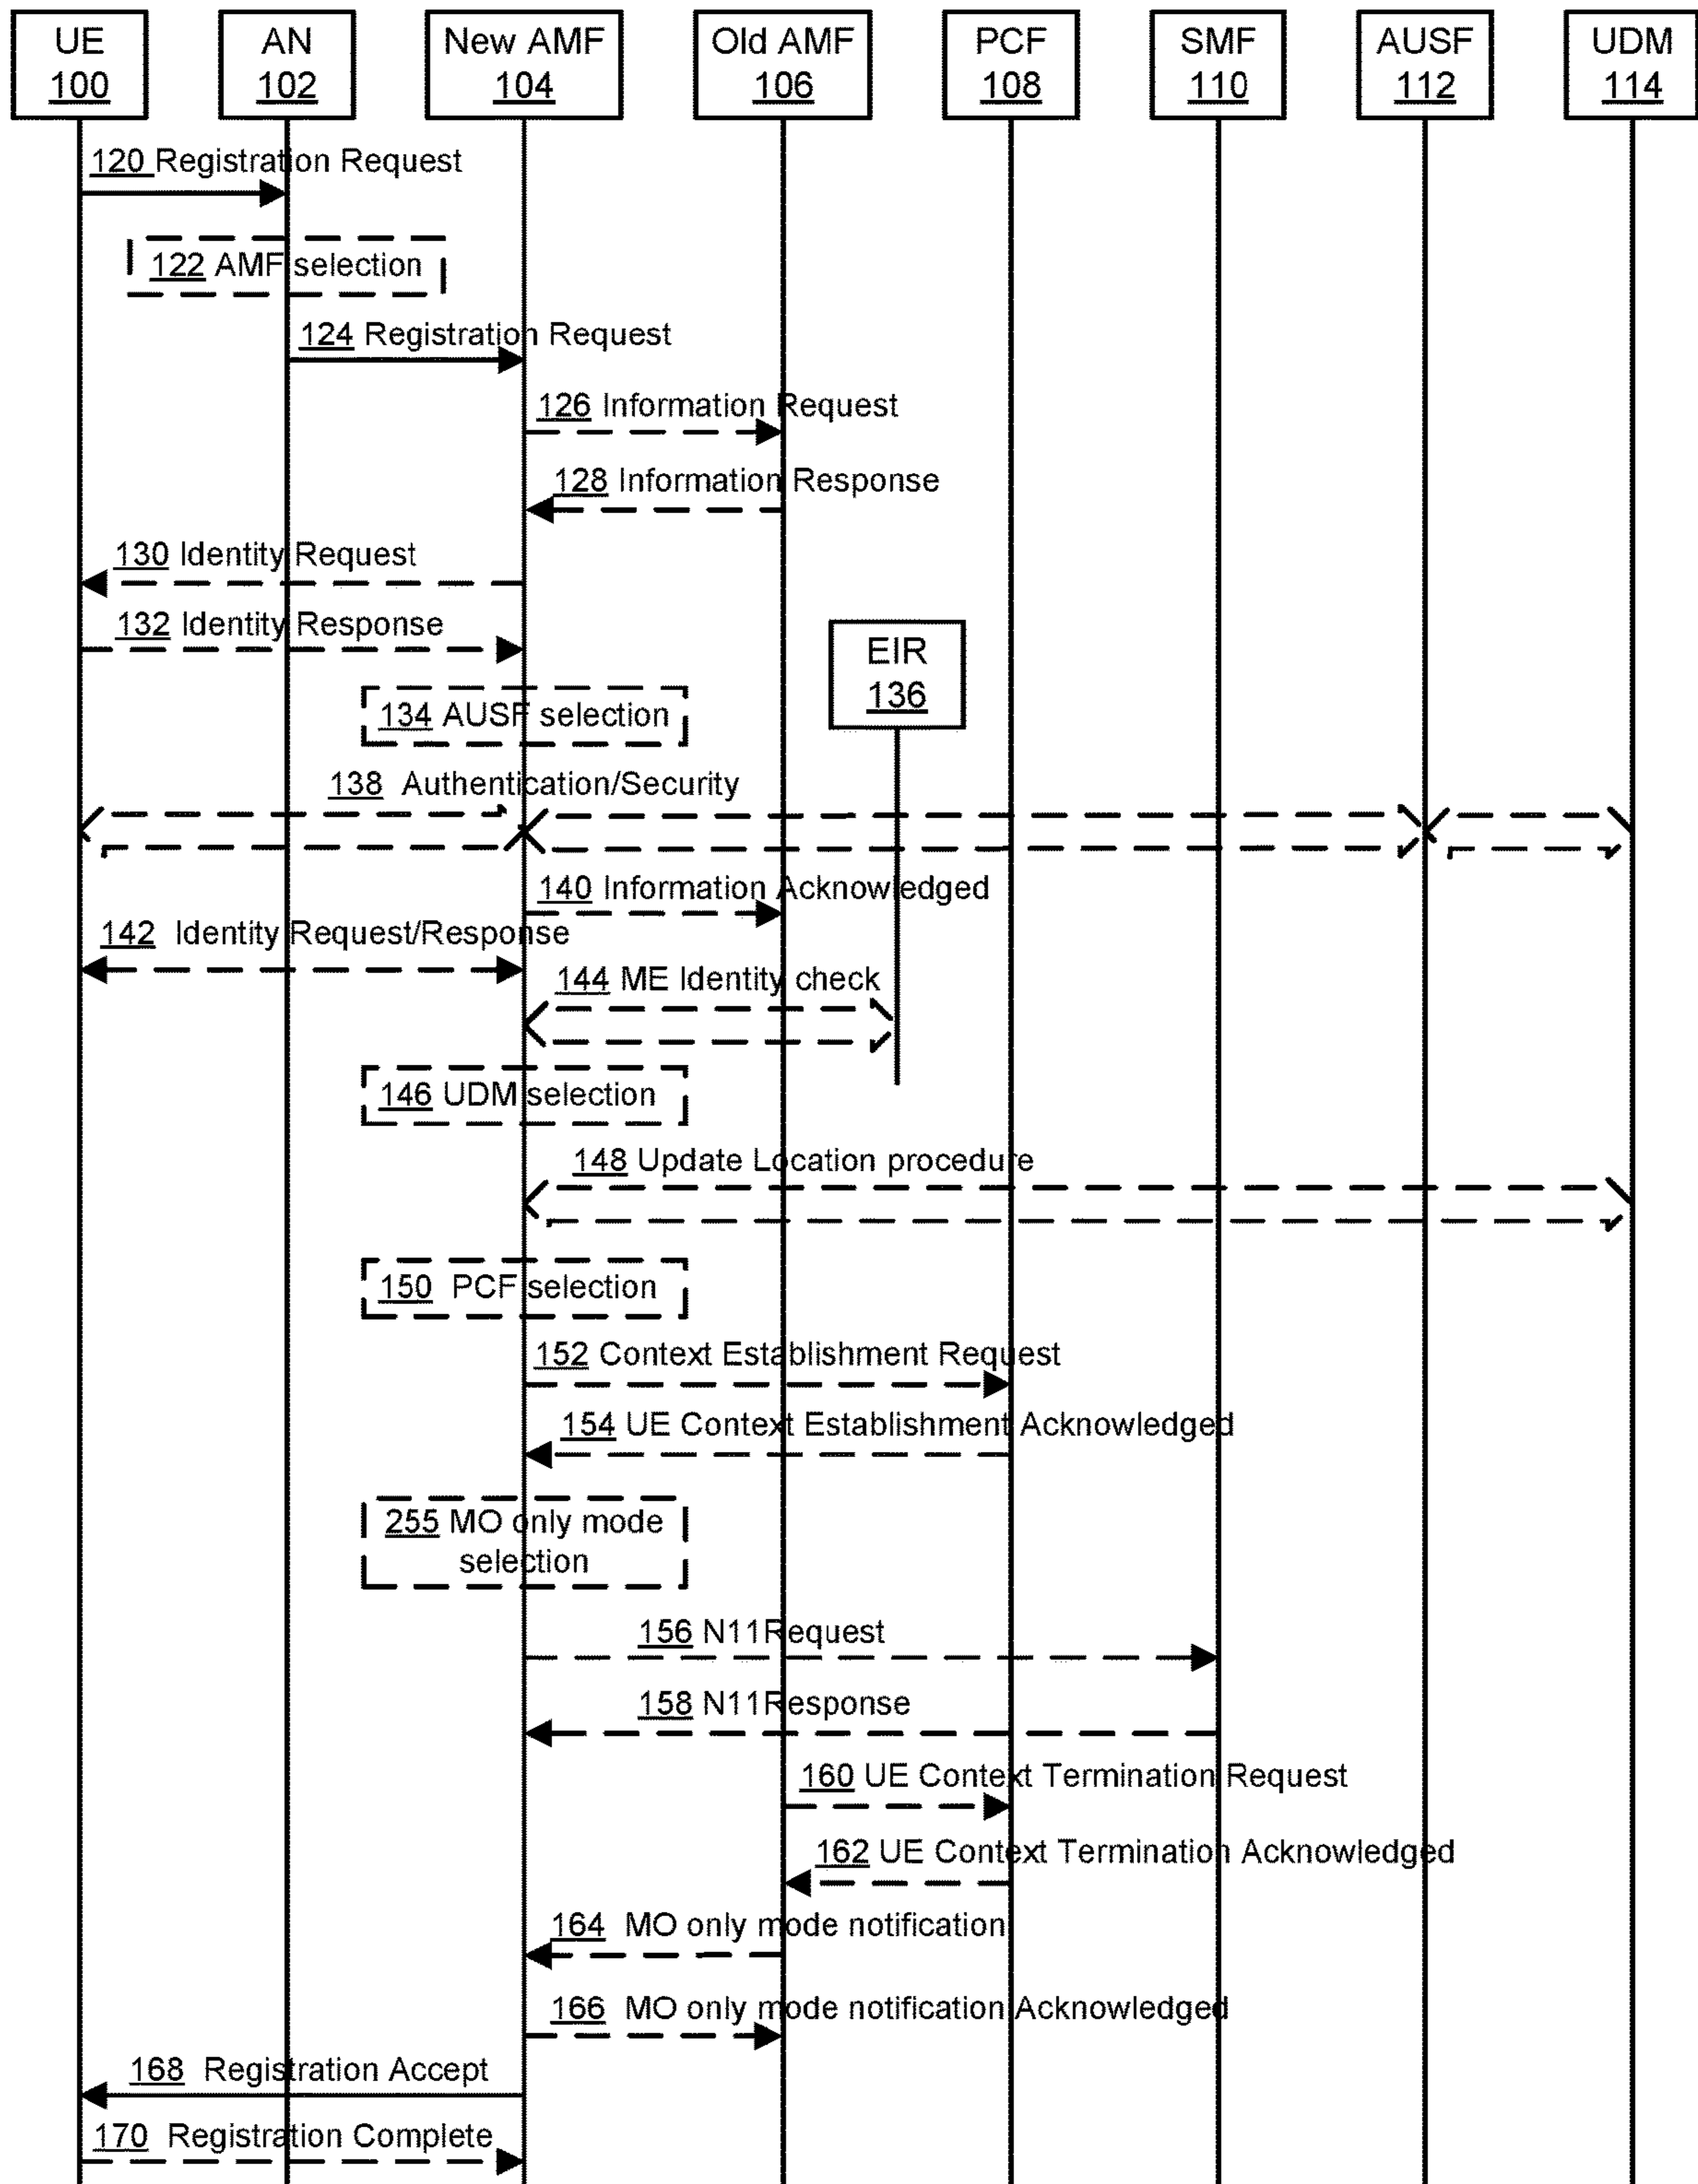 UE
100
AN
102
New AMF
104
Old AMF
106
PCF
108
SMF
110
AUSF
112
UDM
114
120 Registration Request
122 AMF selection
124 Registration Request
126 Information Request
128 Information Response
130 Identity Request
132 Identity Response
EIR
136
134 AUSF selection
138 Authentication/Security
140 Information Acknowledged
142 Identity Request/Response
144 ME Identity check
146 UDM selection
148 Update Location procedure
150 PCF selection
152 Context Establishment Request
154 UE Context Establishment Acknowledged
255 MO only mode
selection
156 N11Request
158 N11Response
160 UE Context Termination Request
162 UE Context Termination Acknowledged
164 MO only mode notification
166 MO only mode notification Acknowledged
168 Registration Accept
170 Registration Complete